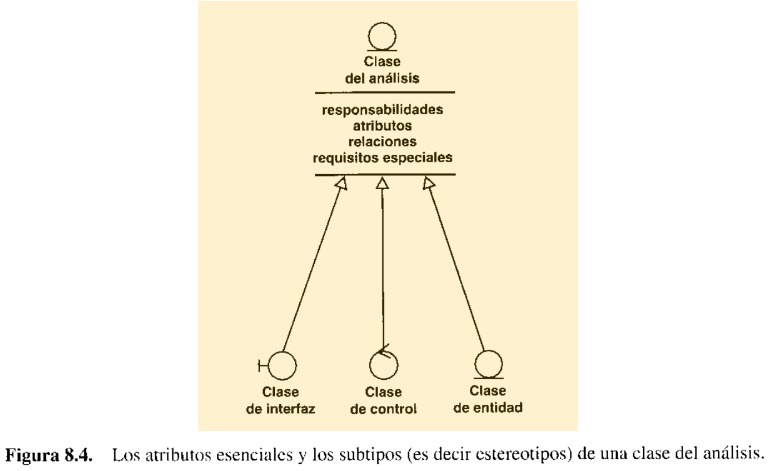 Clase
del análisis
responsabilidades
atributos
relaciones
requisitos especiales
Clase
de interfaz
Clase
de control
Clase
de entidad
Figura 8.4. Los atributos esenciales y los subtipos (es decir estereotipos) de una clase del análisis.